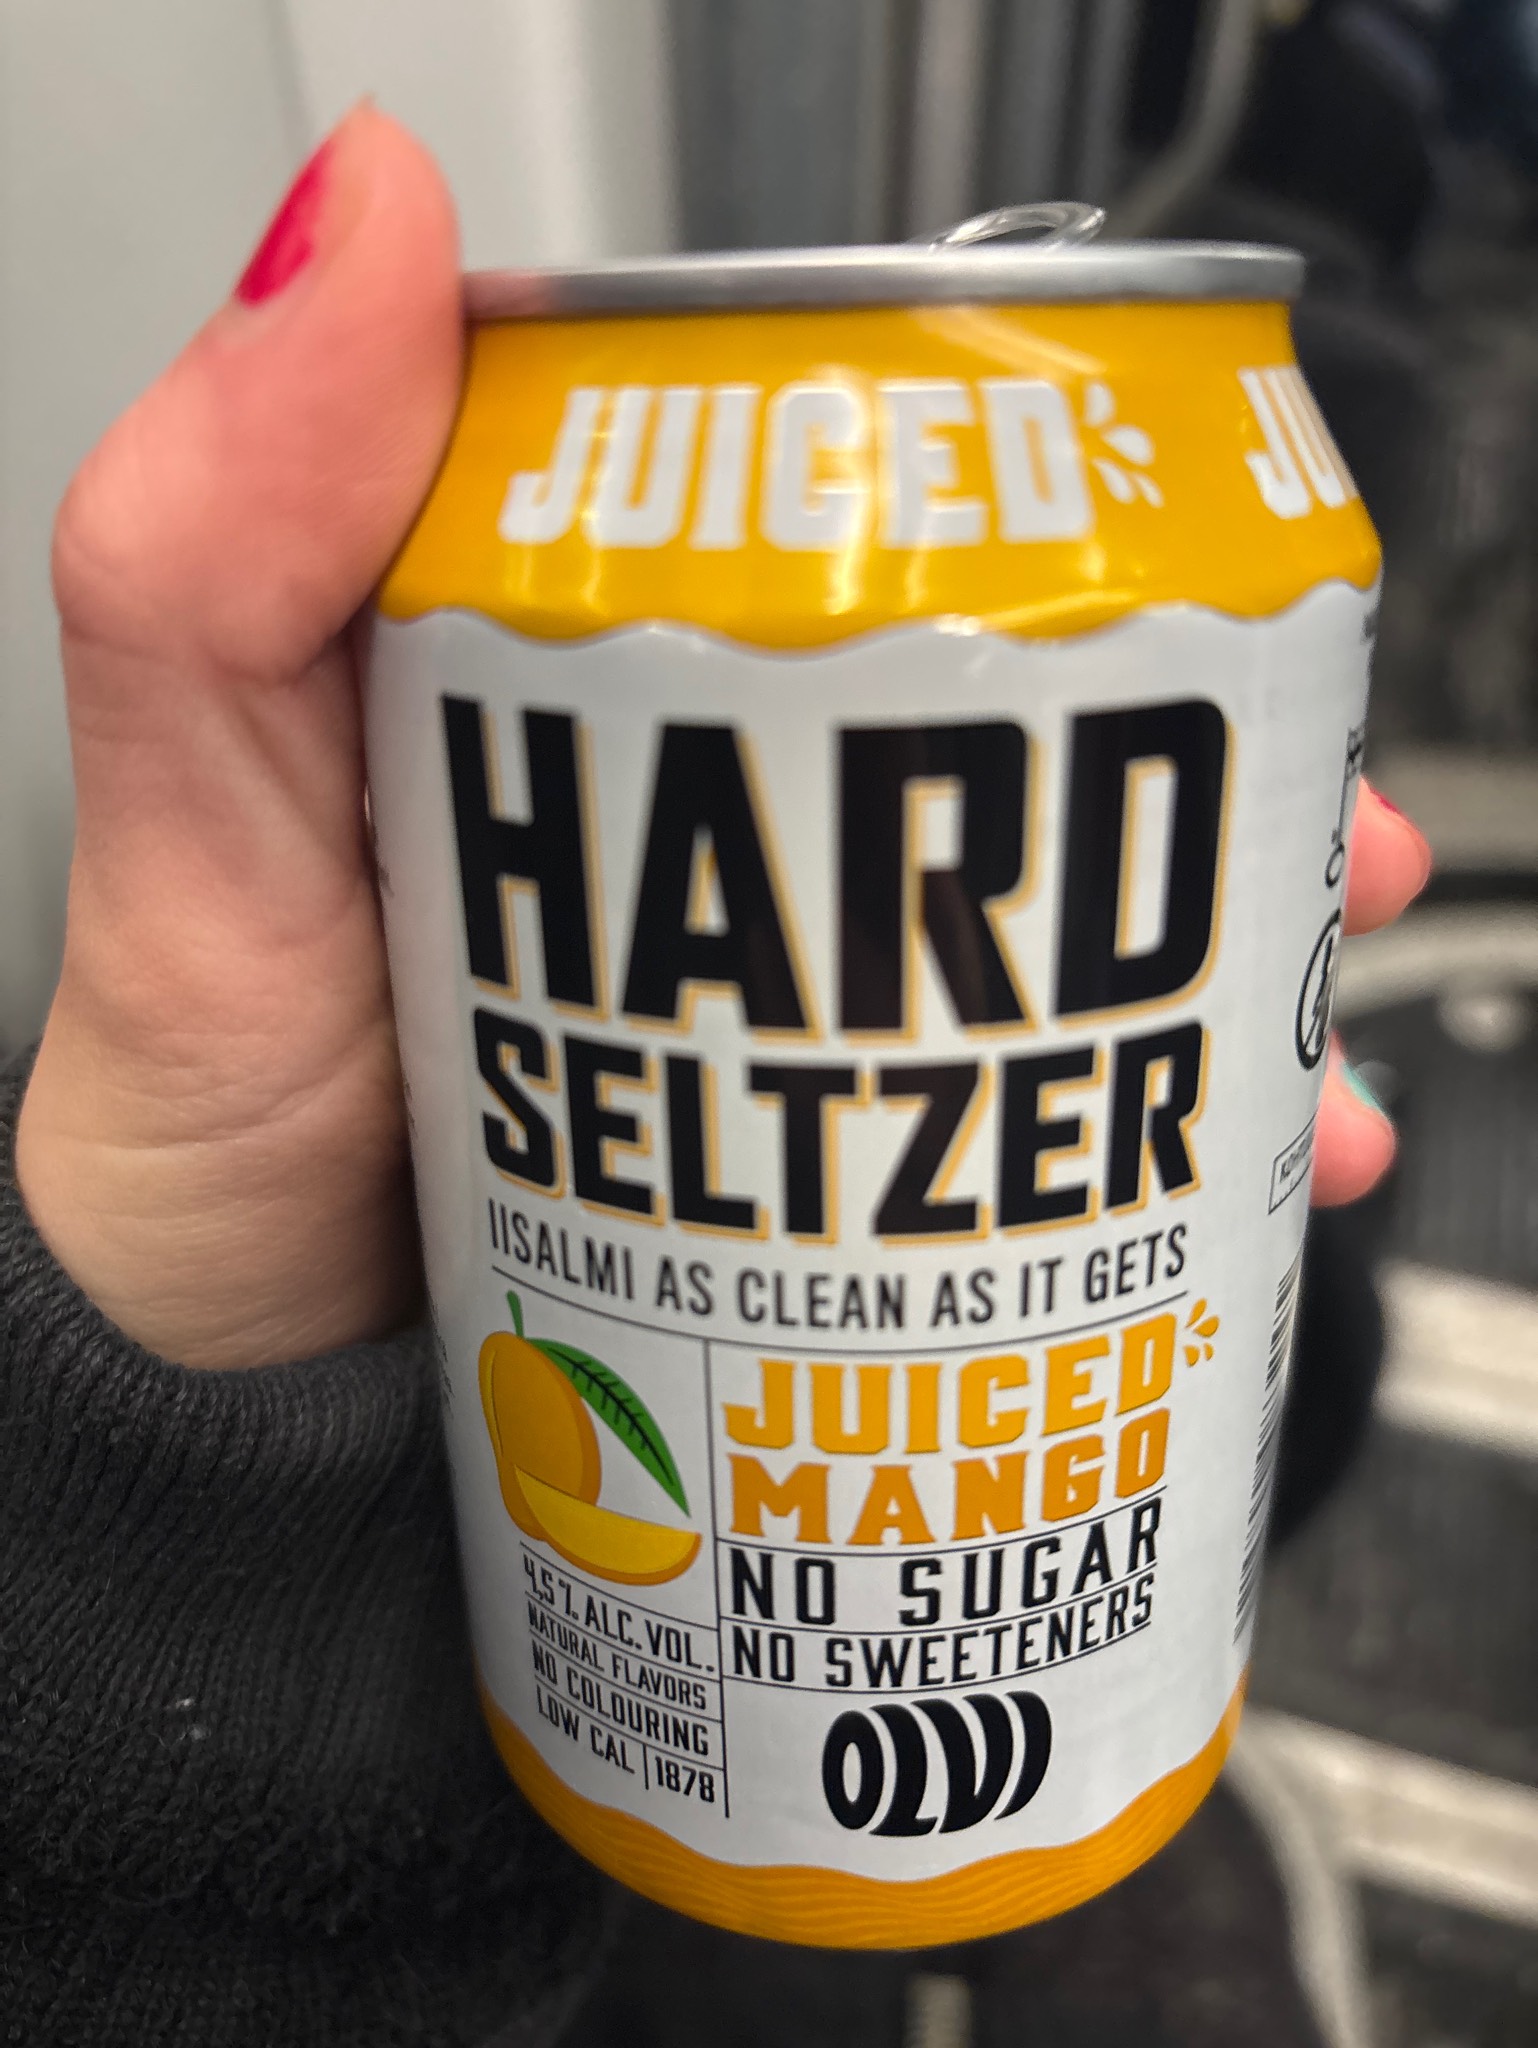 JUICED
HARD
SELTZER
IISALMI AS CLEAN AS IT GETS
JUICED
MANGO
NO SUGAR
NO SWEETENERS
4,5% ALC. VOL.
NATURAL FLAVORS
NO COLOURING
LOW CAL | 1878
OLVI